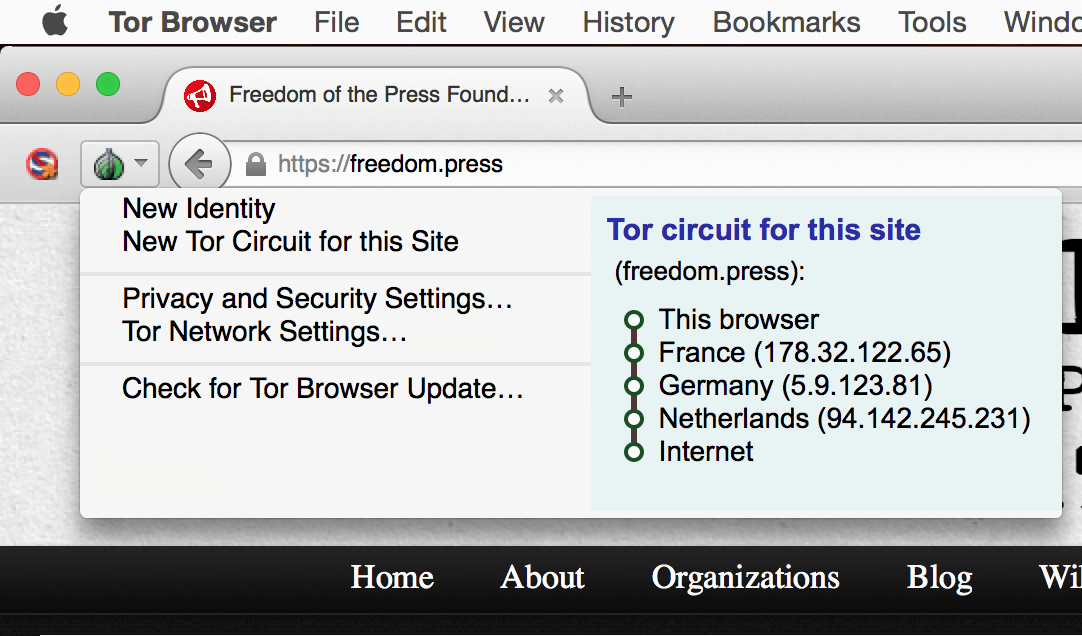 Tor Browser File Edit View History Bookmarks Tools
Freedom of the Press Found...
https://freedom.press
New Identity
New Tor Circuit for this Site
Privacy and Security Settings...
Tor Network Settings...
Check for Tor Browser Update...
Tor circuit for this site
(freedom.press):
This browser
France (178.32.122.65)
Germany (5.9.123.81)
Netherlands (94.142.245.231)
Internet
Home About Organizations Blog